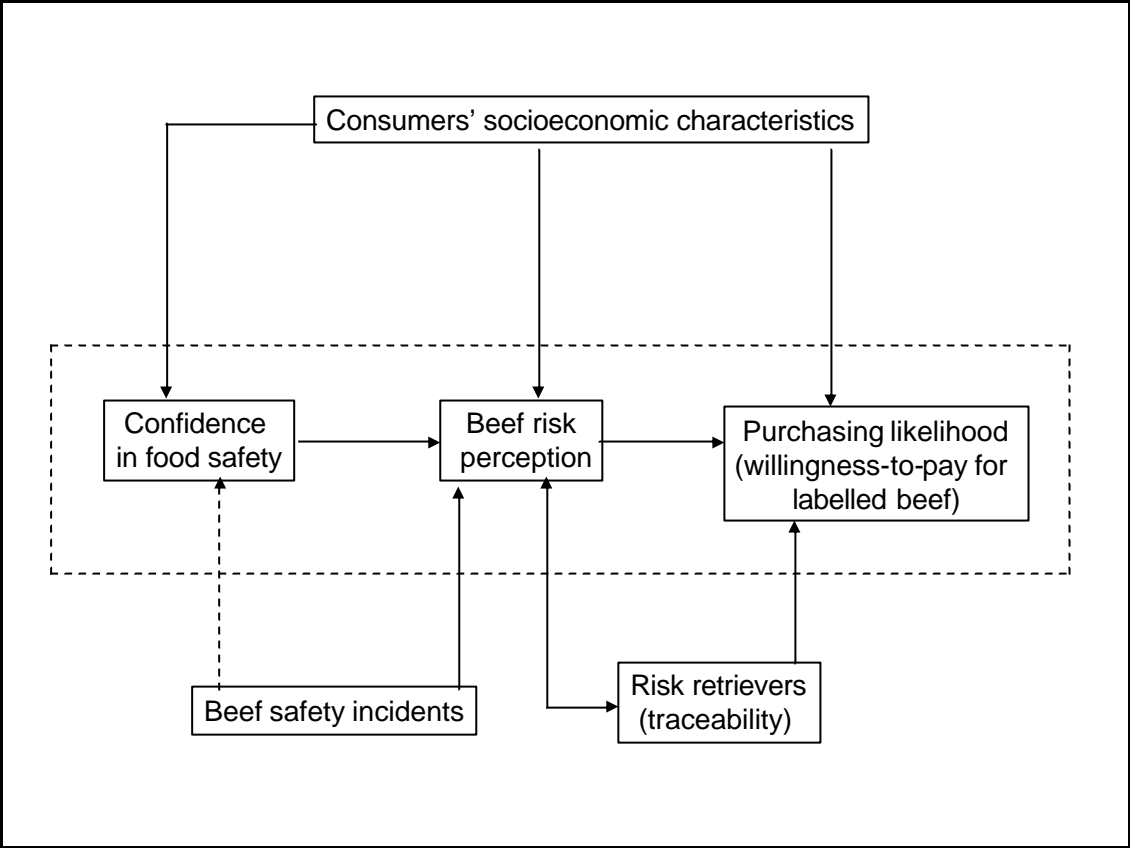 Consumers’ socioeconomic characteristics
Confidence
in food safety
Beef risk
perception
Purchasing likelihood
(willingness-to-pay for
labelled beef)
Beef safety incidents
Risk retrievers
(traceability)